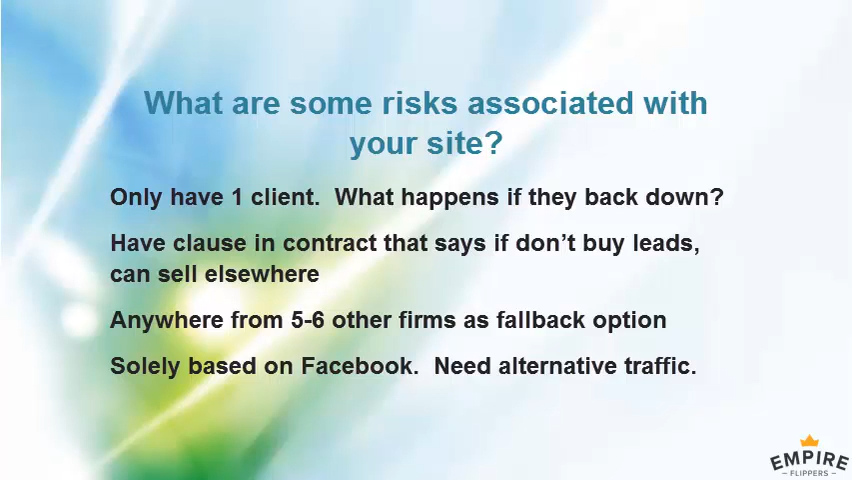 What are some risks associated with
your site?
Only have 1 client.  What happens if they back down?
Have clause in contract that says if don’t buy leads,
can sell elsewhere
Anywhere from 5-6 other firms as fallback option
Solely based on Facebook.  Need alternative traffic.
EMPIRE
FLIPPERS